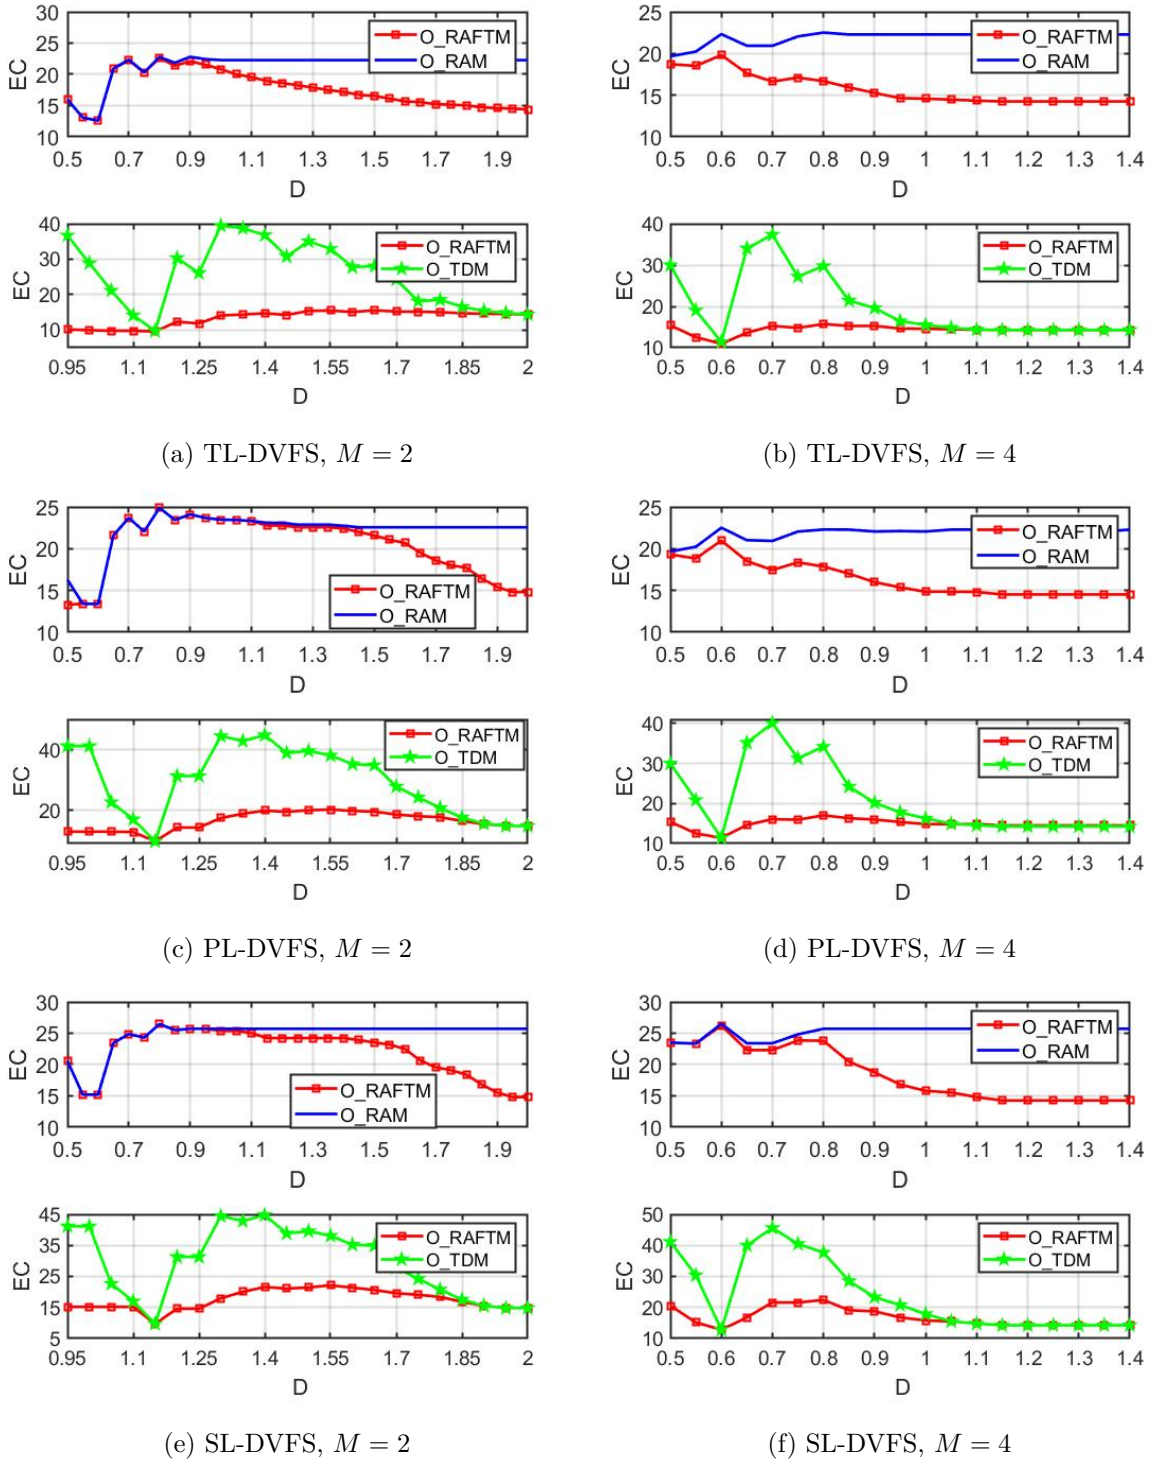 30
25
20
15
10
EC
0.5 0.7 0.9 1.1 1.3 1.5 1.7 1.9
D
O_RAFTM
O_RAM
40
30
20
10
EC
0.95 1.1 1.25 1.4 1.55 1.7 1.85 2
D
O_RAFTM
O_TDM
(a) TL-DVFS, M = 2
25
20
15
10
EC
0.5 0.6 0.7 0.8 0.9 1 1.1 1.2 1.3 1.4
D
O_RAFTM
O_RAM
40
30
20
10
EC
0.5 0.6 0.7 0.8 0.9 1 1.1 1.2 1.3 1.4
D
O_RAFTM
O_TDM
(b) TL-DVFS, M = 4
25
20
15
10
EC
0.5 0.7 0.9 1.1 1.3 1.5 1.7 1.9
D
O_RAFTM
O_RAM
40
20
EC
0.95 1.1 1.25 1.4 1.55 1.7 1.85 2
D
O_RAFTM
O_TDM
(c) PL-DVFS, M = 2
25
20
15
10
EC
0.5 0.6 0.7 0.8 0.9 1 1.1 1.2 1.3 1.4
D
O_RAFTM
O_RAM
40
30
20
10
EC
0.5 0.6 0.7 0.8 0.9 1 1.1 1.2 1.3 1.4
D
O_RAFTM
O_TDM
(d) PL-DVFS, M = 4
30
25
20
15
10
EC
0.5 0.7 0.9 1.1 1.3 1.5 1.7 1.9
D
O_RAFTM
O_RAM
45
35
25
15
5
EC
0.95 1.1 1.25 1.4 1.55 1.7 1.85 2
D
O_RAFTM
O_TDM
(e) SL-DVFS, M = 2
30
25
20
15
10
EC
0.5 0.6 0.7 0.8 0.9 1 1.1 1.2 1.3 1.4
D
O_RAFTM
O_RAM
50
40
30
20
10
EC
0.5 0.6 0.7 0.8 0.9 1 1.1 1.2 1.3 1.4
D
O_RAFTM
O_TDM
(f) SL-DVFS, M = 4